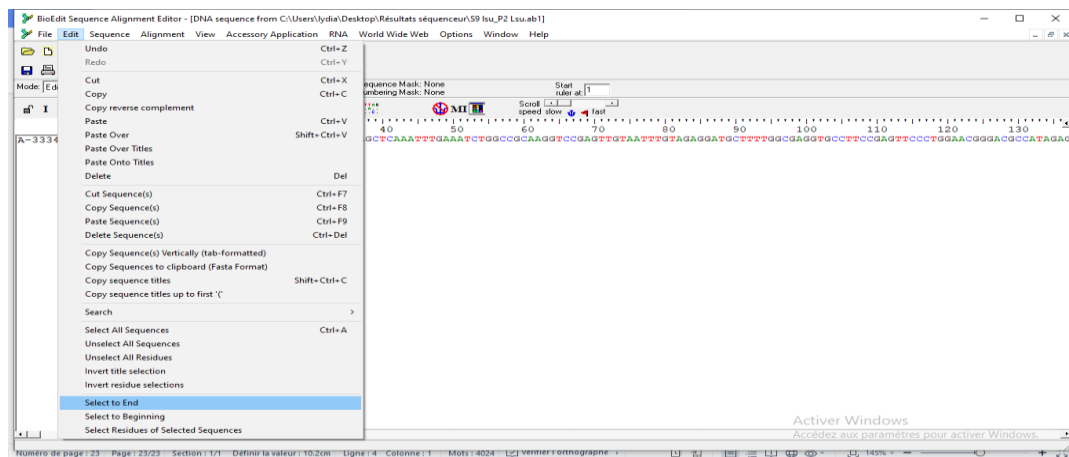 BioEdit Sequence Alignment Editor - [DNA sequence from C:\Users\lydia\Desktop\Résultats séquenceur\S9 lsu_P2 Lsu.ab1]
File Edit Sequence Alignment View Accessory Application RNA World Wide Web Options Window Help
Undo Ctrl+Z
Redo Ctrl+Y
Cut Ctrl+X
Copy Ctrl+C
Copy reverse complement
Paste Ctrl+V
Paste Over Shift+Ctrl+V
Paste Over Titles
Paste Onto Titles
Delete Del
Cut Sequence(s) Ctrl+F7
Copy Sequence(s) Ctrl+F8
Paste Sequence(s) Ctrl+F9
Delete Sequence(s) Ctrl+Del
Copy Sequence(s) Vertically (tab-formatted)
Copy Sequences to clipboard (Fasta Format)
Copy sequence titles Shift+Ctrl+C
Copy sequence titles up to first '('
Search
Select All Sequences Ctrl+A
Unselect All Sequences
Unselect All Residues
Invert title selection
Invert residue selections
Select to End
Select to Beginning
Select Residues of Selected Sequences
Mode: Edi
equence Mask: None
umbering Mask: None
Start
ruler at: 1
I
MI
Scroll
speed slow fast
40 50 60 70 80 90 100 110 120 130
A-3334
GCTCAAATTTGAAATCTGGCCGCAAGGTCCGAGTTGTAATTTGTAGAGGATGCTTTTGGCGAGGTGCCTTCCGAGTTCCCTGGAACGGGACGCCATAGAG
Activer Windows
Accédez aux paramètres pour activer Windows.
Numéro de page : 23 Page : 23/23 Section : 1/1 Définir la valeur : 10.2cm Ligne : 4 Colonne : 1 Mots : 4024 Vérifier l'orthographe 145%